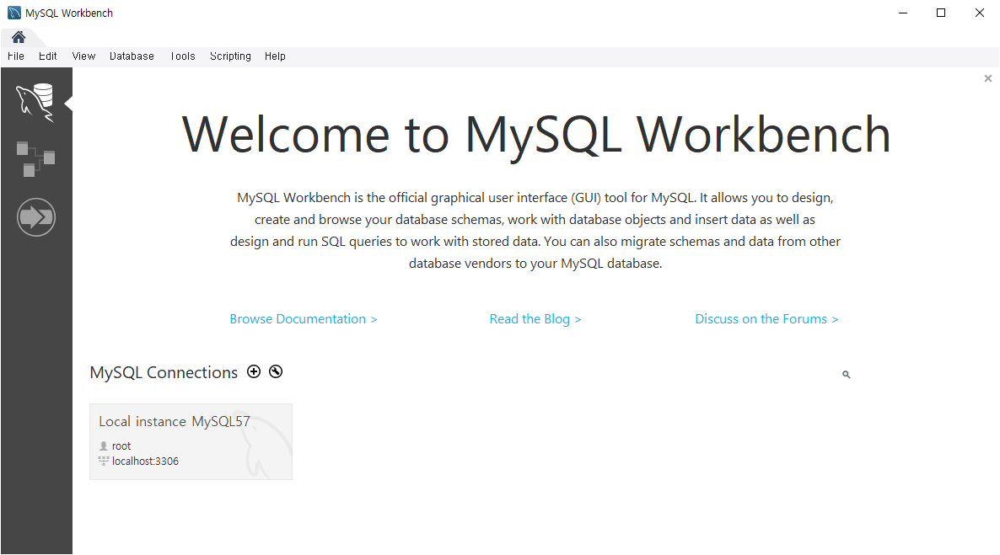 MySQL Workbench
File Edit View Database Tools Scripting Help
Welcome to MySQL Workbench
MySQL Workbench is the official graphical user interface (GUI) tool for MySQL. It allows you to design,
create and browse your database schemas, work with database objects and insert data as well as
design and run SQL queries to work with stored data. You can also migrate schemas and data from other
database vendors to your MySQL database.
Browse Documentation > Read the Blog > Discuss on the Forums >
MySQL Connections
Local instance MySQL57
root
localhost:3306